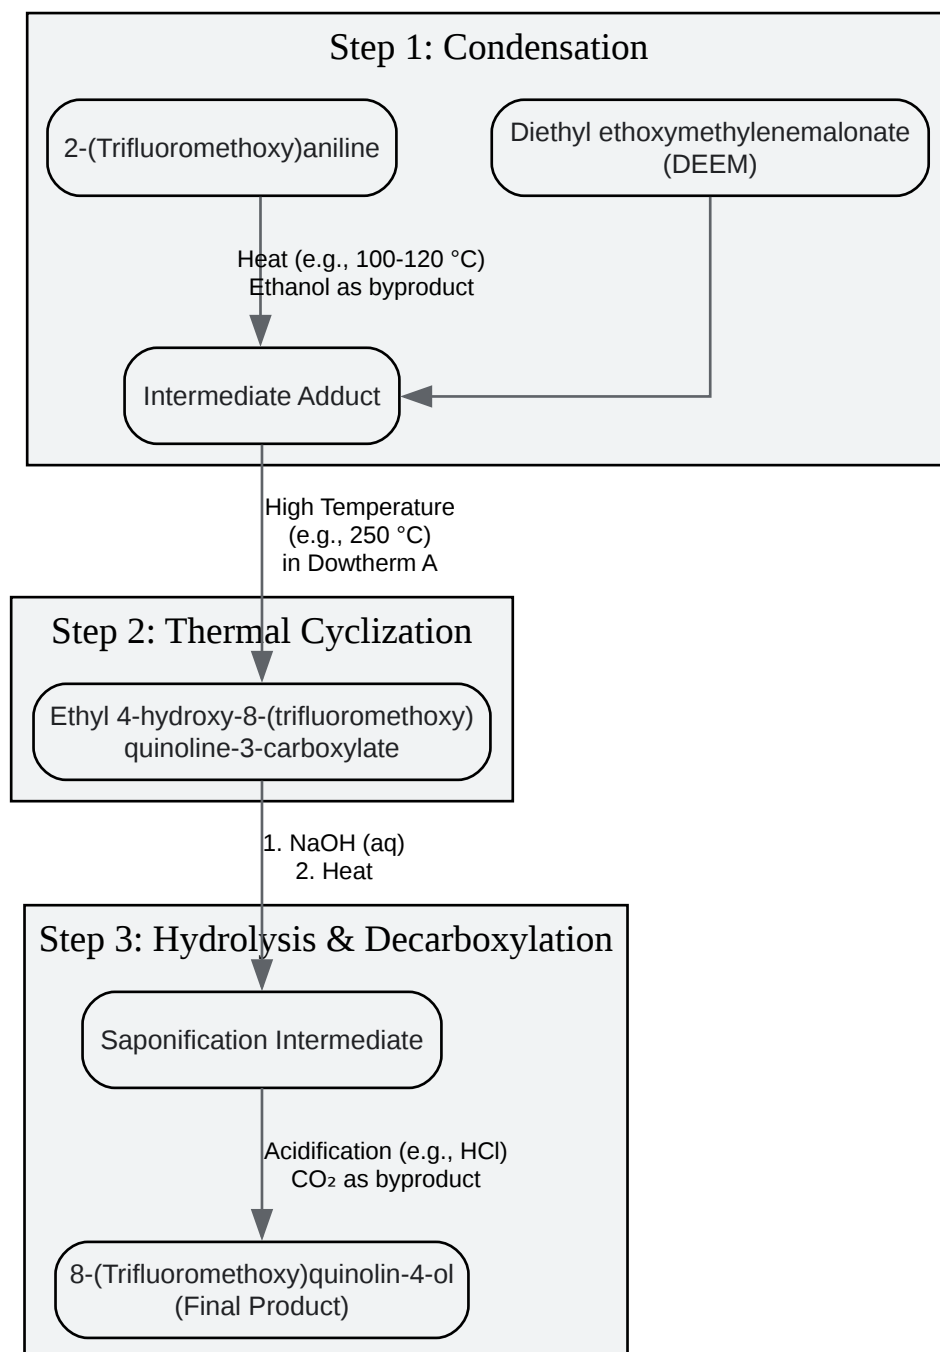 Step 1: Condensation
2-(Trifluoromethoxy)aniline
Diethyl ethoxymethylenemalonate
(DEEM)
Heat (e.g., 100-120 °C)
Ethanol as byproduct
Intermediate Adduct
High Temperature
(e.g., 250 °C)
in Dowtherm A
Step 2: Thermal Cyclization
Ethyl 4-hydroxy-8-(trifluoromethoxy)
quinoline-3-carboxylate
1. NaOH (aq)
2. Heat
Step 3: Hydrolysis & Decarboxylation
Saponification Intermediate
Acidification (e.g., HCl)
CO₂ as byproduct
8-(Trifluoromethoxy)quinolin-4-ol
(Final Product)